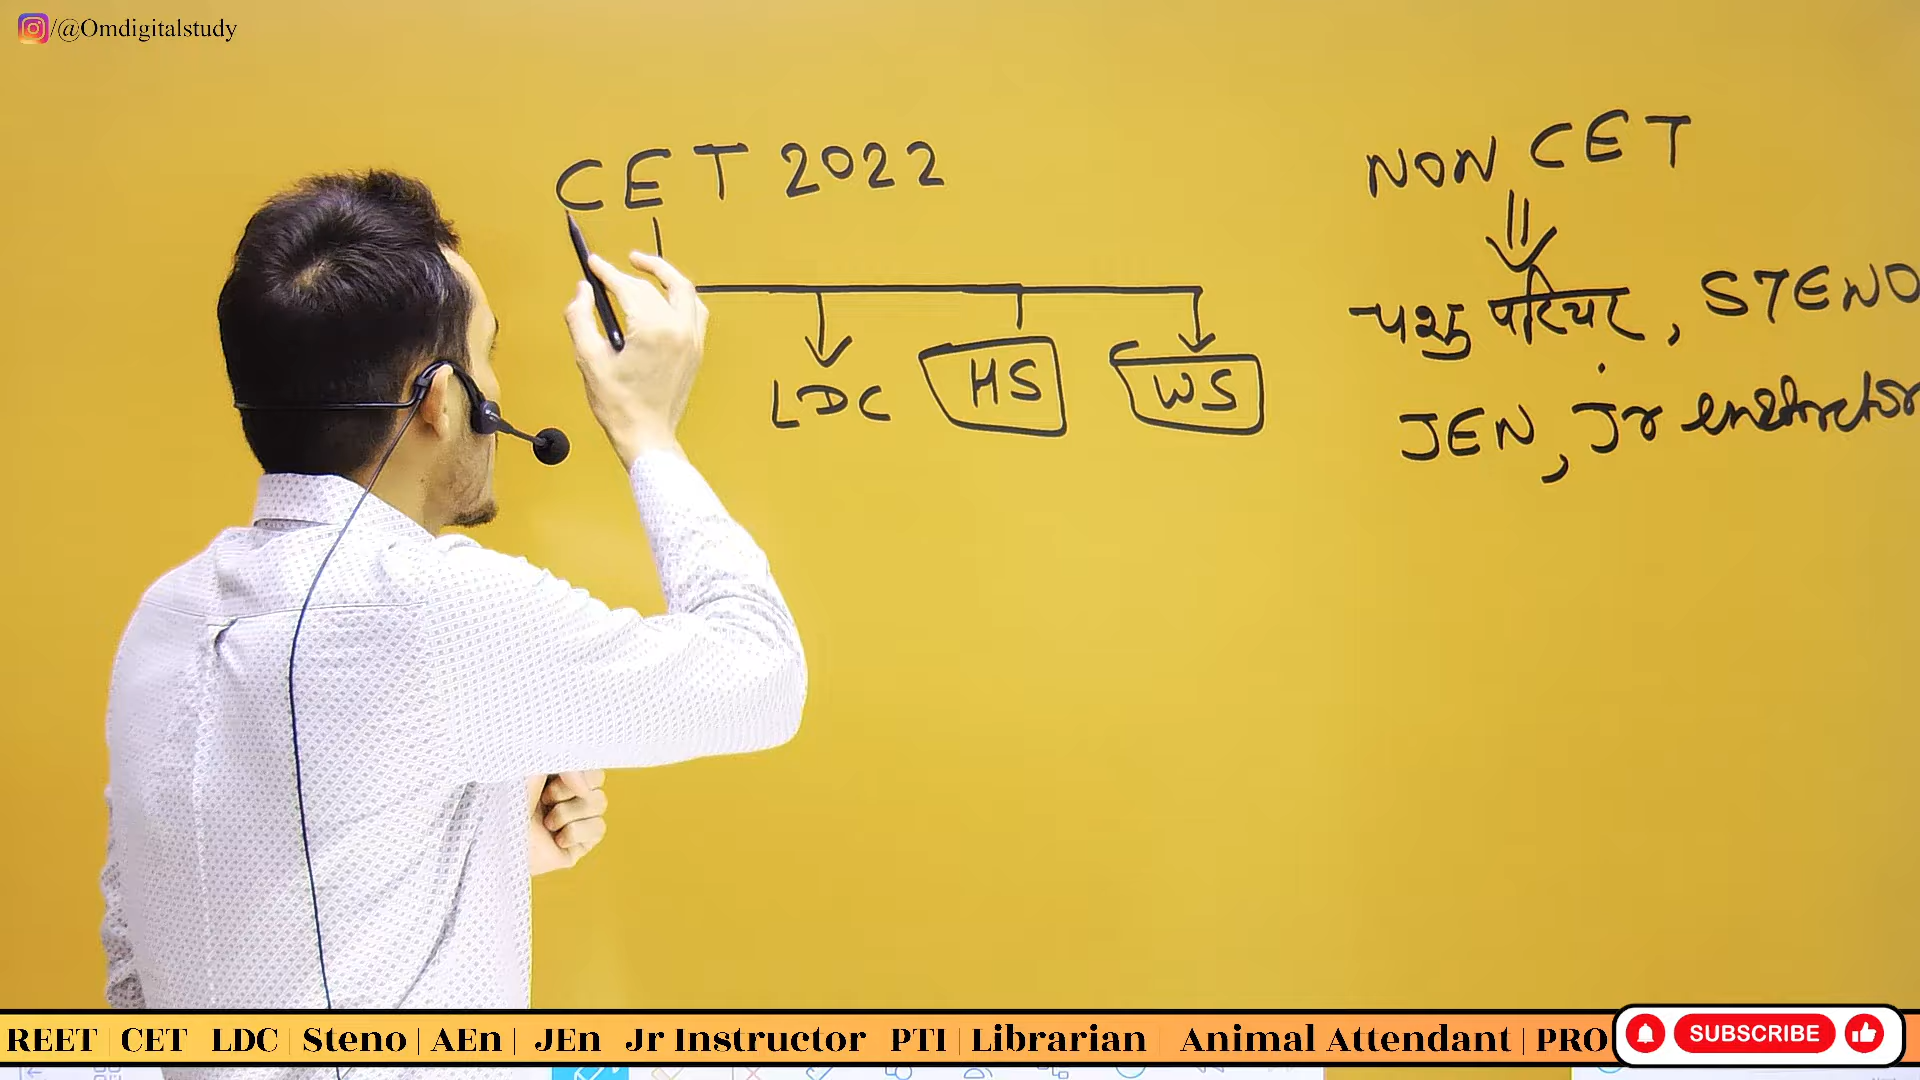 /@Omdigitalstudy
CET 2022
LDC HS WS
NON CET
पशु परिचर, STENO
JEN, Jr instructor
REET | CET LDC | Steno | AEn | JEn Jr Instructor PTI | Librarian Animal Attendant | PRO
SUBSCRIBE